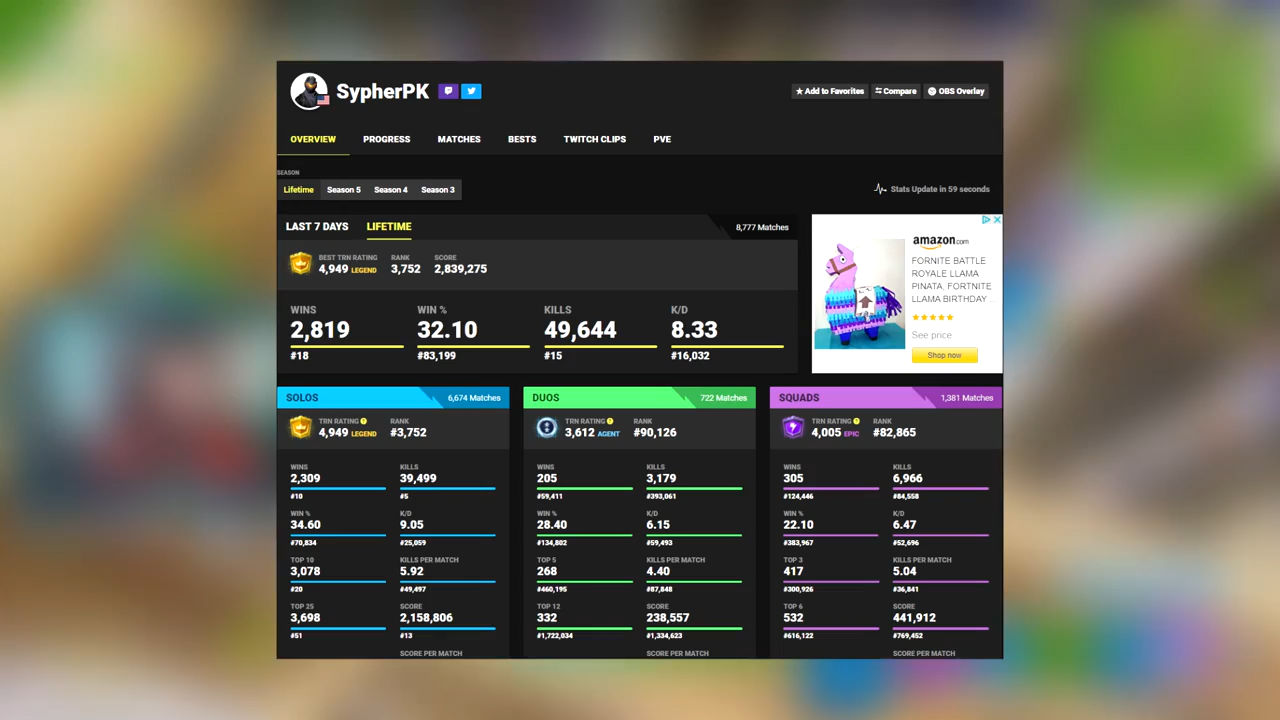 SypherPK
Add to Favorites Compare OBS Overlay
OVERVIEW PROGRESS MATCHES BESTS TWITCH CLIPS PVE
SEASON
Lifetime Season 5 Season 4 Season 3
Stats Update in 59 seconds
LAST 7 DAYS LIFETIME 8,777 Matches
BEST TRN RATING RANK SCORE
4,949 LEGEND 3,752 2,839,275
WINS WIN % KILLS K/D
2,819 32.10 49,644 8.33
#18 #83,199 #15 #16,032
amazon.com
FORNITE BATTLE
ROYALE LLAMA
PINATA, FORTNITE
LLAMA BIRTHDAY ...
See price
Shop now
SOLOS 6,674 Matches
TRN RATING RANK
4,949 LEGEND #3,752
WINS KILLS
2,309 39,499
#10 #5
WIN % K/D
34.60 9.05
#70,834 #25,059
TOP 10 KILLS PER MATCH
3,078 5.92
#20 #49,497
TOP 25 SCORE
3,698 2,158,806
#51 #13
SCORE PER MATCH
DUOS 722 Matches
TRN RATING RANK
3,612 AGENT #90,126
WINS KILLS
205 3,179
#59,411 #393,061
WIN % K/D
28.40 6.15
#134,802 #59,493
TOP 5 KILLS PER MATCH
268 4.40
#460,195 #87,848
TOP 12 SCORE
332 238,557
#1,722,034 #1,334,623
SCORE PER MATCH
SQUADS 1,381 Matches
TRN RATING RANK
4,005 EPIC #82,865
WINS KILLS
305 6,966
#124,446 #84,558
WIN % K/D
22.10 6.47
#383,967 #52,696
TOP 3 KILLS PER MATCH
417 5.04
#300,926 #36,841
TOP 6 SCORE
532 441,912
#616,122 #769,452
SCORE PER MATCH